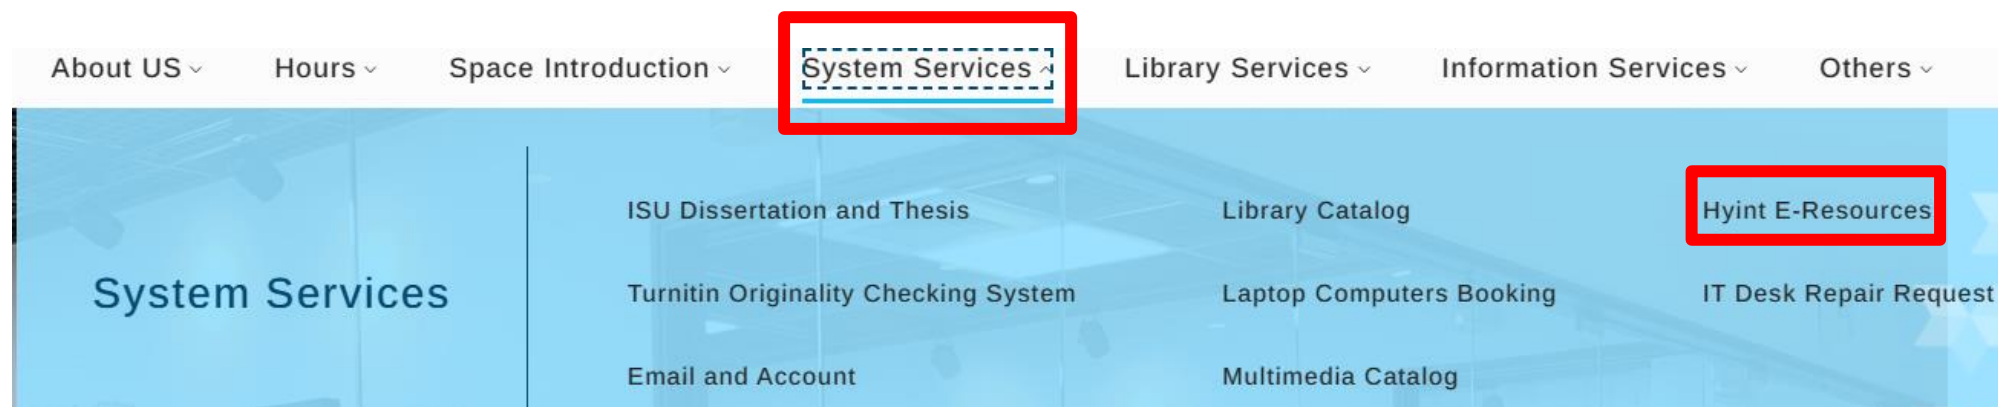 About US Hours Space Introduction System Services Library Services Information Services Others
ISU Dissertation and Thesis Library Catalog Hyint E-Resources
System Services Turnitin Originality Checking System Laptop Computers Booking IT Desk Repair Request
Email and Account Multimedia Catalog